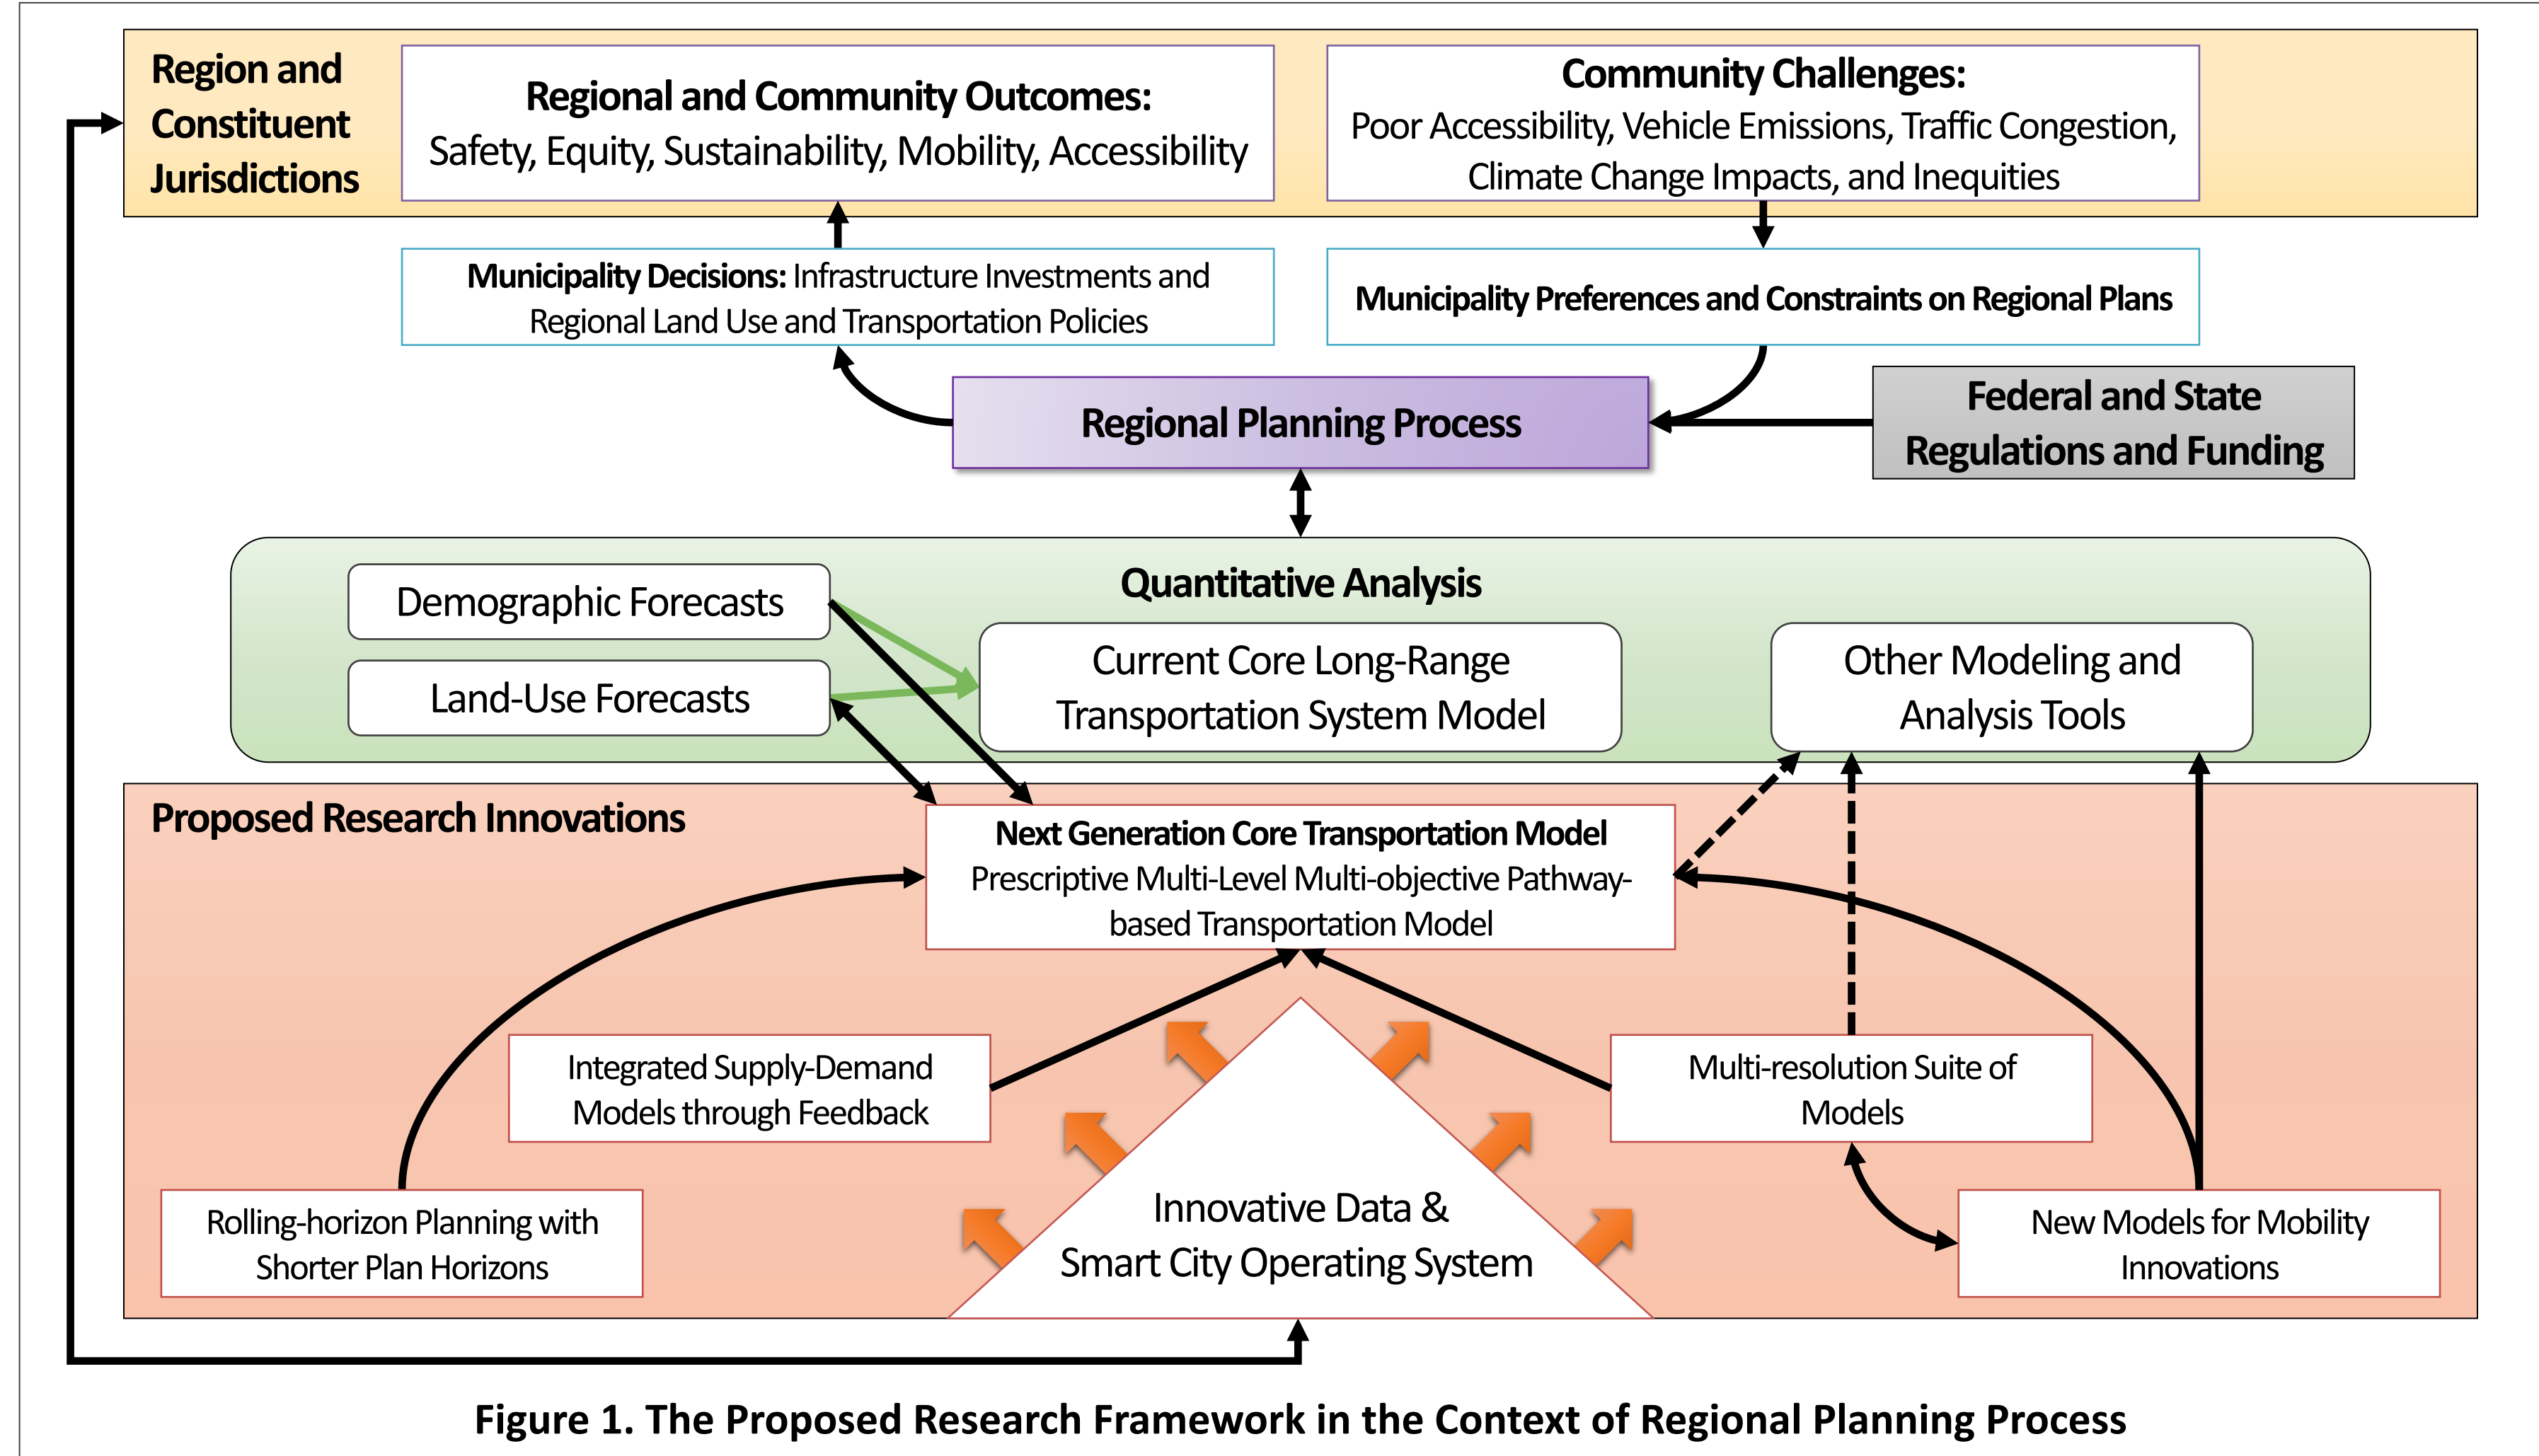 Region and
Constituent
Jurisdictions
Regional and Community Outcomes:
Safety, Equity, Sustainability, Mobility, Accessibility
Community Challenges:
Poor Accessibility, Vehicle Emissions, Traffic Congestion,
Climate Change Impacts, and Inequities
Municipality Decisions: Infrastructure Investments and
Regional Land Use and Transportation Policies
Municipality Preferences and Constraints on Regional Plans
Regional Planning Process
Federal and State
Regulations and Funding
Quantitative Analysis
Demographic Forecasts
Land-Use Forecasts
Current Core Long-Range
Transportation System Model
Other Modeling and
Analysis Tools
Proposed Research Innovations
Next Generation Core Transportation Model
Prescriptive Multi-Level Multi-objective Pathway-
based Transportation Model
Integrated Supply-Demand
Models through Feedback
Multi-resolution Suite of
Models
Rolling-horizon Planning with
Shorter Plan Horizons
Innovative Data &
Smart City Operating System
New Models for Mobility
Innovations
Figure 1. The Proposed Research Framework in the Context of Regional Planning Process